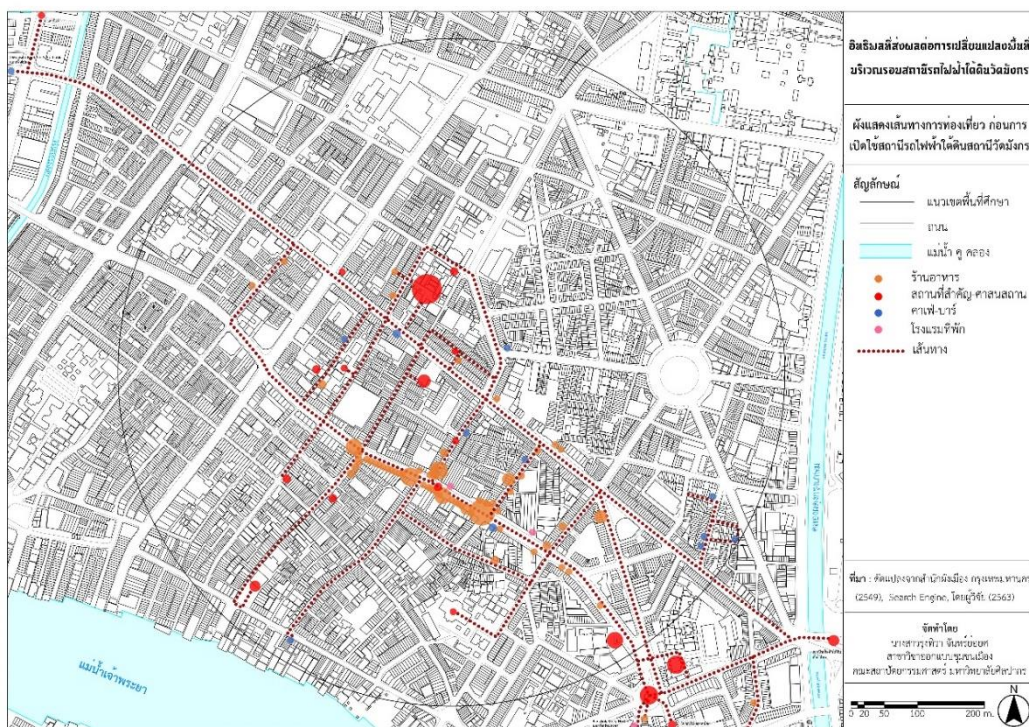 อิทธิพลที่ส่งผลต่อการเปลี่ยนแปลงพื้นที่
บริเวณรอบสถานีรถไฟฟ้าใต้ดินวัดมังกร
ผังแสดงเส้นทางการท่องเที่ยว ก่อนการ
เปิดใช้สถานีรถไฟฟ้าใต้ดินสถานีวัดมังกร
สัญลักษณ์
แนวเขตพื้นที่ศึกษา
ถนน
แม่น้ำ คู คลอง
ร้านอาหาร
สถานที่สำคัญ-ศาสนสถาน
คาเฟ่-บาร์
โรงแรมที่พัก
เส้นทาง
แม่น้ำเจ้าพระยา
ที่มา : ดัดแปลงจากสำนักผังเมือง กรุงเทพมหานคร
(2549), Search Engine, โดยผู้วิจัย (2563)
จัดทำโดย
สาขาวิชาออกแบบชุมชนเมือง
คณะสถาปัตยกรรมศาสตร์ มหาวิทยาลัยศิลปากร
N
0 20 50 100 200 m.